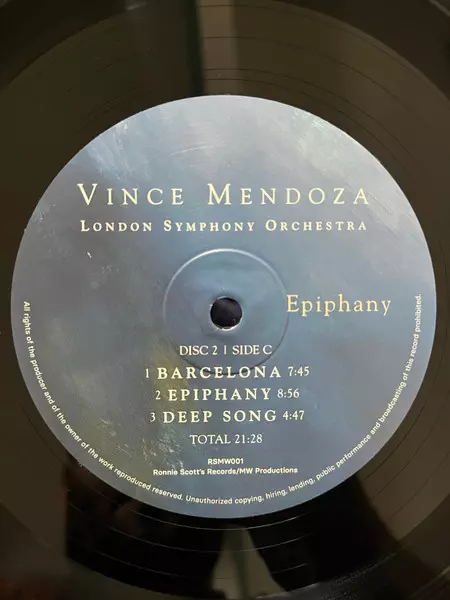 VINCE MENDOZA
LONDON SYMPHONY ORCHESTRA
Epiphany
DISC 2 | SIDE C
1 BARCELONA 7:45
2 EPIPHANY 8:56
3 DEEP SONG 4:47
TOTAL 21:28
RSMW001
Ronnie Scott's Records/MW Productions
All rights of the producer and of the owner of the work reproduced reserved. Unauthorized copying, hiring, lending, public performance and broadcasting of this record prohibited.